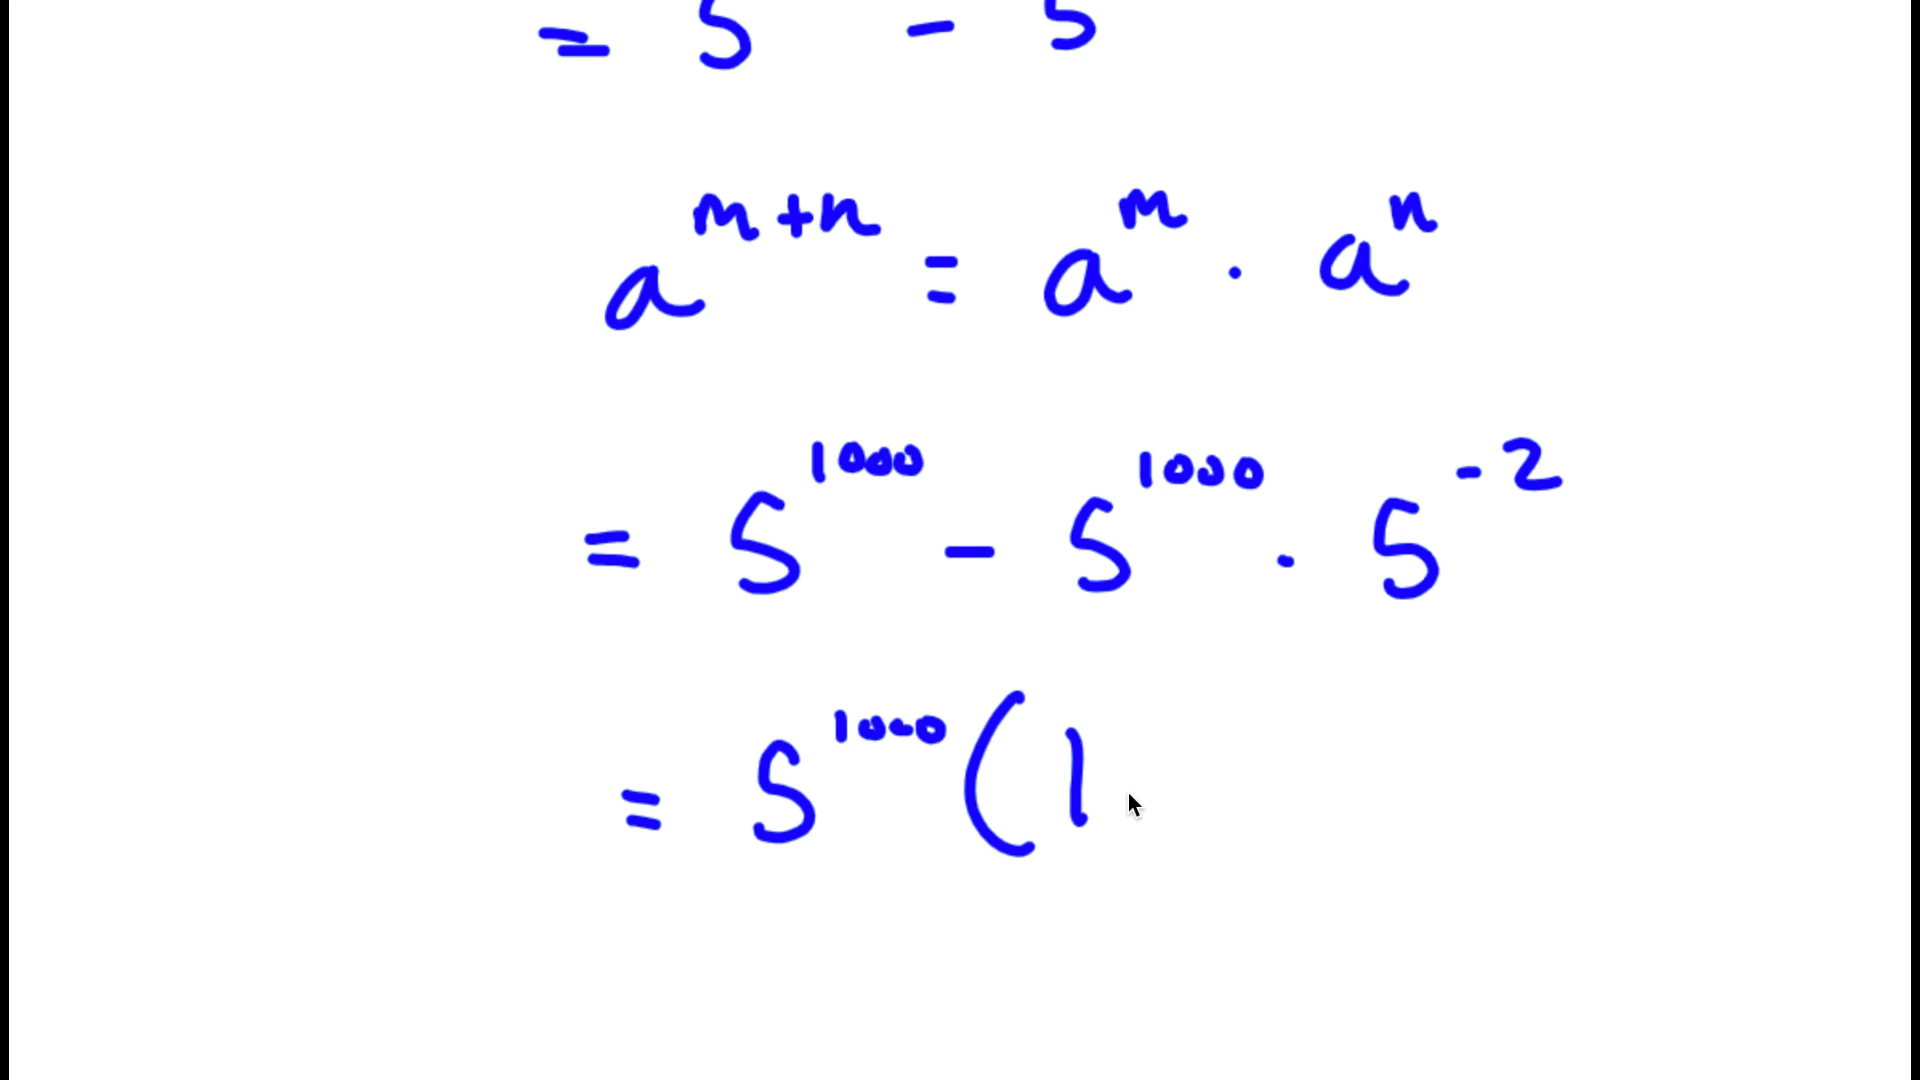 = 5 - 5
a^{m+n} = a^m · a^n
= 5^{1000} - 5^{1000} · 5^{-2}
= 5^{1000} (1